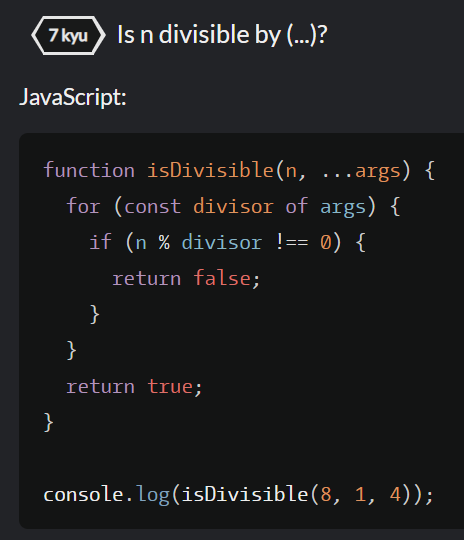 7 kyu Is n divisible by (...)?
JavaScript:
function isDivisible(n, ...args) {
  for (const divisor of args) {
    if (n % divisor !== 0) {
      return false;
    }
  }
  return true;
}
console.log(isDivisible(8, 1, 4));